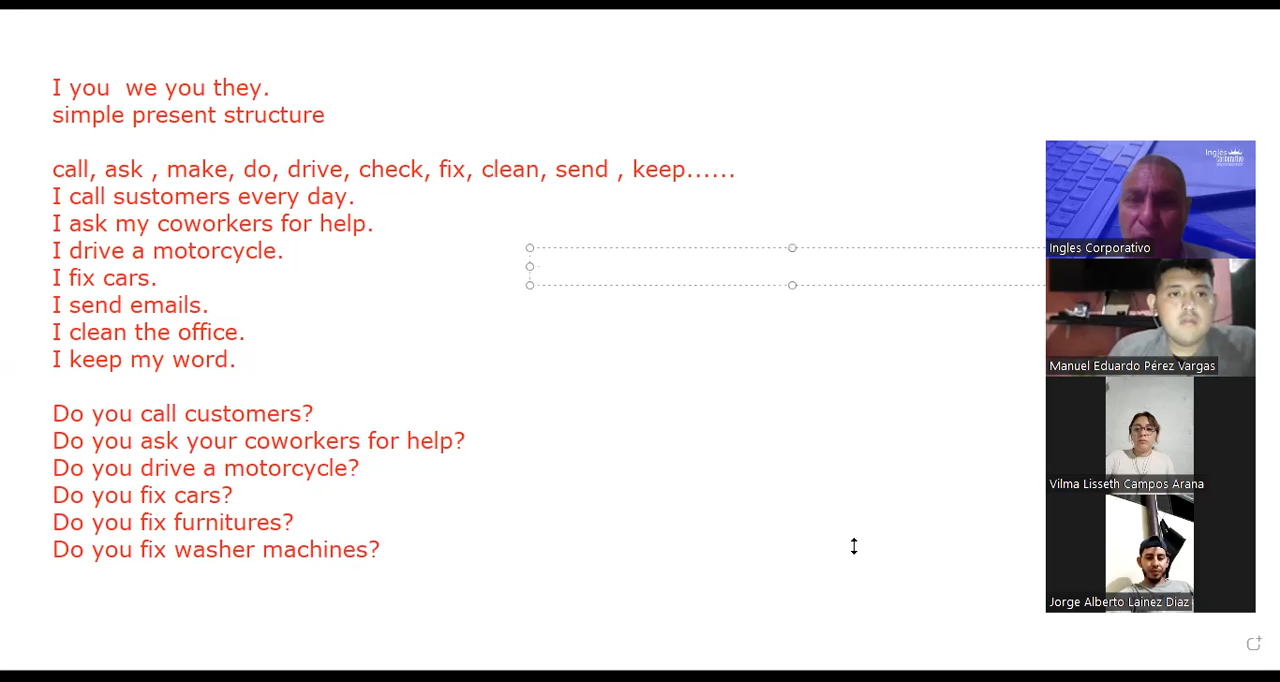 I you we you they.
simple present structure
call, ask , make, do, drive, check, fix, clean, send , keep......
I call sustomers every day.
I ask my coworkers for help.
I drive a motorcycle.
I fix cars.
I send emails.
I clean the office.
I keep my word.
Do you call customers?
Do you ask your coworkers for help?
Do you drive a motorcycle?
Do you fix cars?
Do you fix furnitures?
Do you fix washer machines?
Inglés
Corporativo
Ingles Corporativo
Manuel Eduardo Pérez Vargas
Vilma Lisseth Campos Arana
Jorge Alberto Lainez Diaz